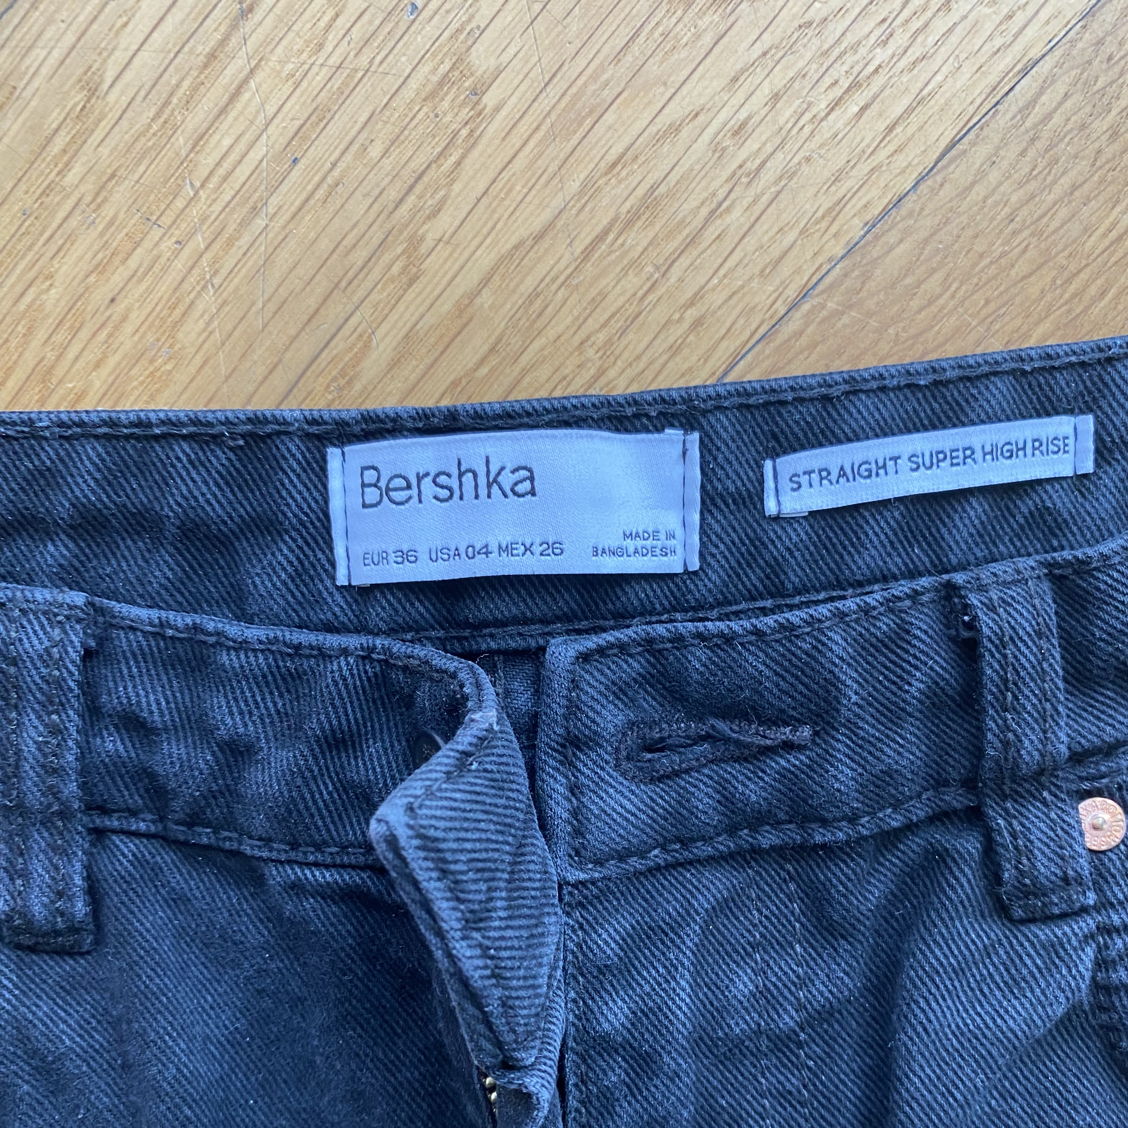 Bershka
EUR 36 USA 04 MEX 26
MADE IN
BANGLADESH
STRAIGHT SUPER HIGH RISE